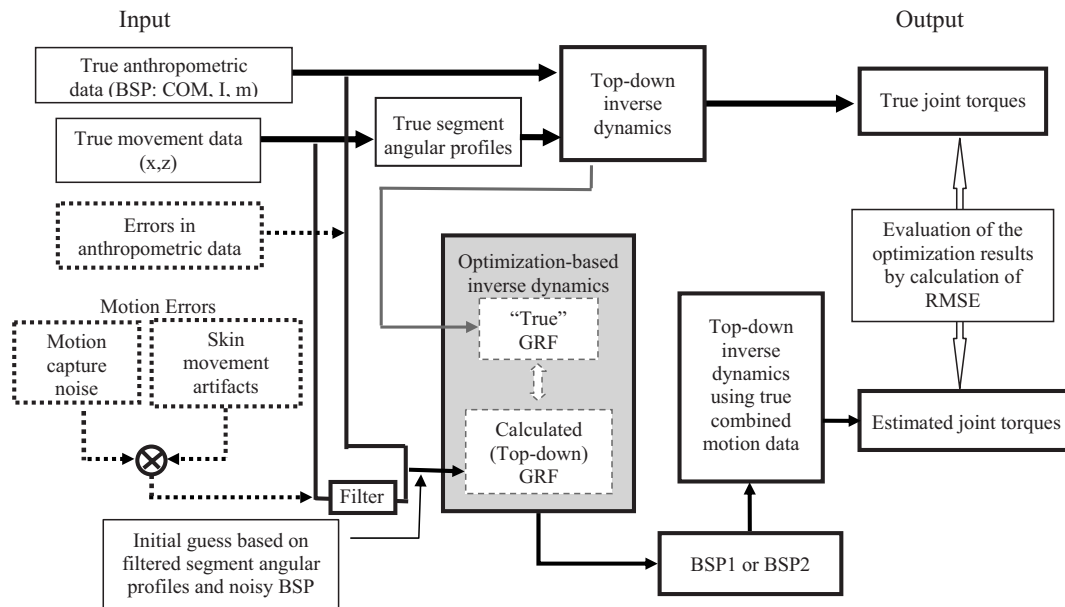 Input
Output
True anthropometric
data (BSP: COM, I, m)
True movement data
(x,z)
True segment
angular profiles
Top-down
inverse
dynamics
True joint torques
Errors in
anthropometric data
Motion Errors
Motion
capture
noise
Skin
movement
artifacts
Filter
Initial guess based on
filtered segment angular
profiles and noisy BSP
Optimization-based
inverse dynamics
“True”
GRF
Calculated
(Top-down)
GRF
BSP1 or BSP2
Top-down
inverse
dynamics
using true
combined
motion data
Evaluation of the
optimization results
by calculation of
RMSE
Estimated joint torques